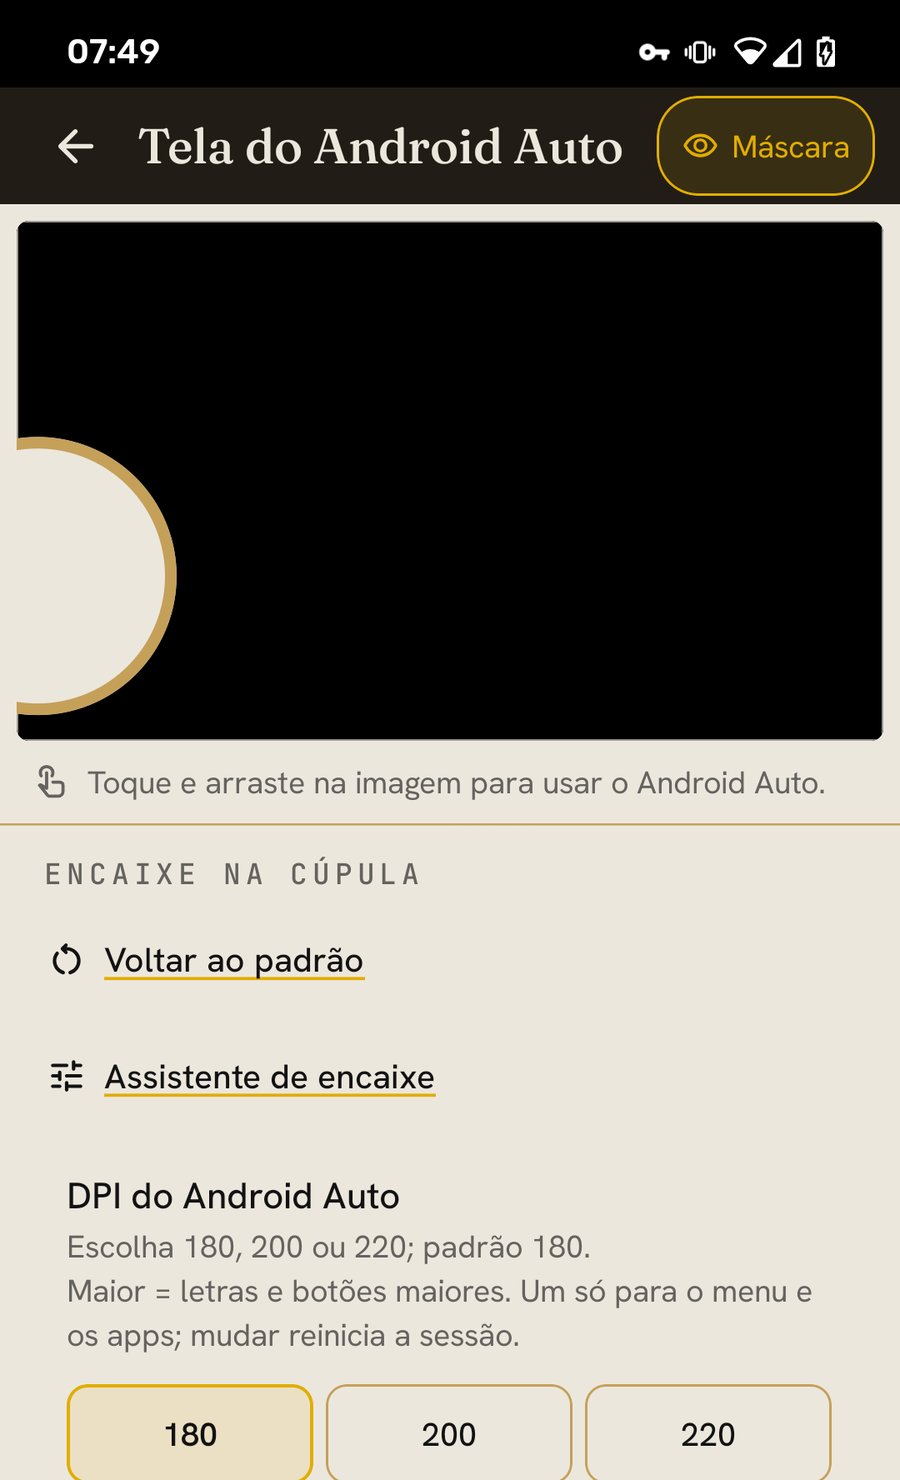 07:49
Tela do Android Auto
Máscara
Toque e arraste na imagem para usar o Android Auto.
ENCAIXE NA CÚPULA
Voltar ao padrão
Assistente de encaixe
DPI do Android Auto
Escolha 180, 200 ou 220; padrão 180.
Maior = letras e botões maiores. Um só para o menu e
os apps; mudar reinicia a sessão.
180
200
220